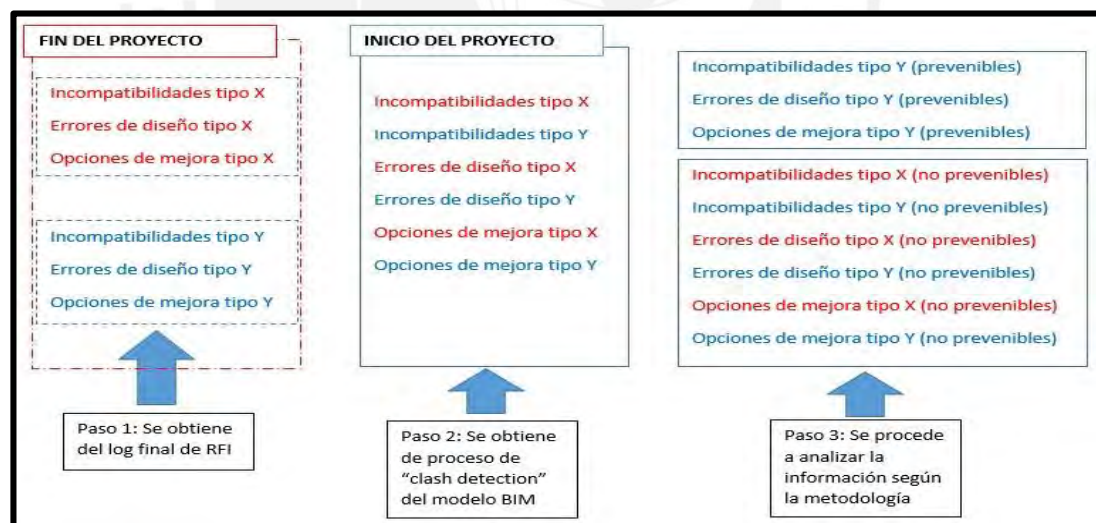 FIN DEL PROYECTO
Incompatibilidades tipo X
Errores de diseño tipo X
Opciones de mejora tipo X
Incompatibilidades tipo Y
Errores de diseño tipo Y
Opciones de mejora tipo Y
Paso 1: Se obtiene
del log final de RFI
INICIO DEL PROYECTO
Incompatibilidades tipo X
Incompatibilidades tipo Y
Errores de diseño tipo X
Errores de diseño tipo Y
Opciones de mejora tipo X
Opciones de mejora tipo Y
Paso 2: Se obtiene
de proceso de
“clash detection”
del modelo BIM
Incompatibilidades tipo Y (prevenibles)
Errores de diseño tipo Y (prevenibles)
Opciones de mejora tipo Y (prevenibles)
Incompatibilidades tipo X (no prevenibles)
Incompatibilidades tipo Y (no prevenibles)
Errores de diseño tipo X (no prevenibles)
Errores de diseño tipo Y (no prevenibles)
Opciones de mejora tipo X (no prevenibles)
Opciones de mejora tipo Y (no prevenibles)
Paso 3: Se procede
a analizar la
información según
la metodología